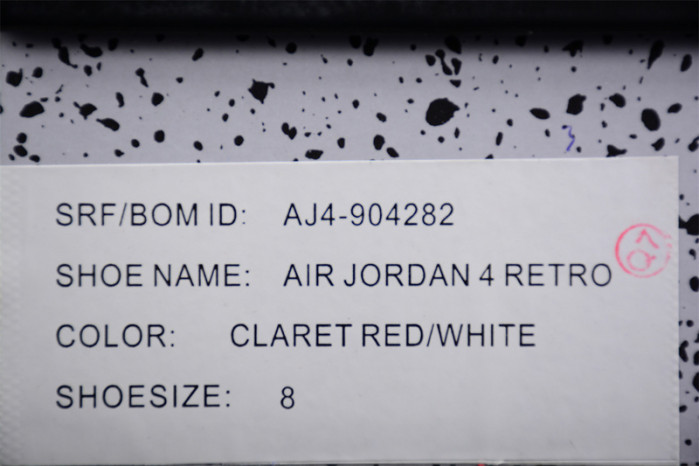 SRF/BOM ID: AJ4-904282
SHOE NAME: AIR JORDAN 4 RETRO
COLOR: CLARET RED/WHITE
SHOESIZE: 8